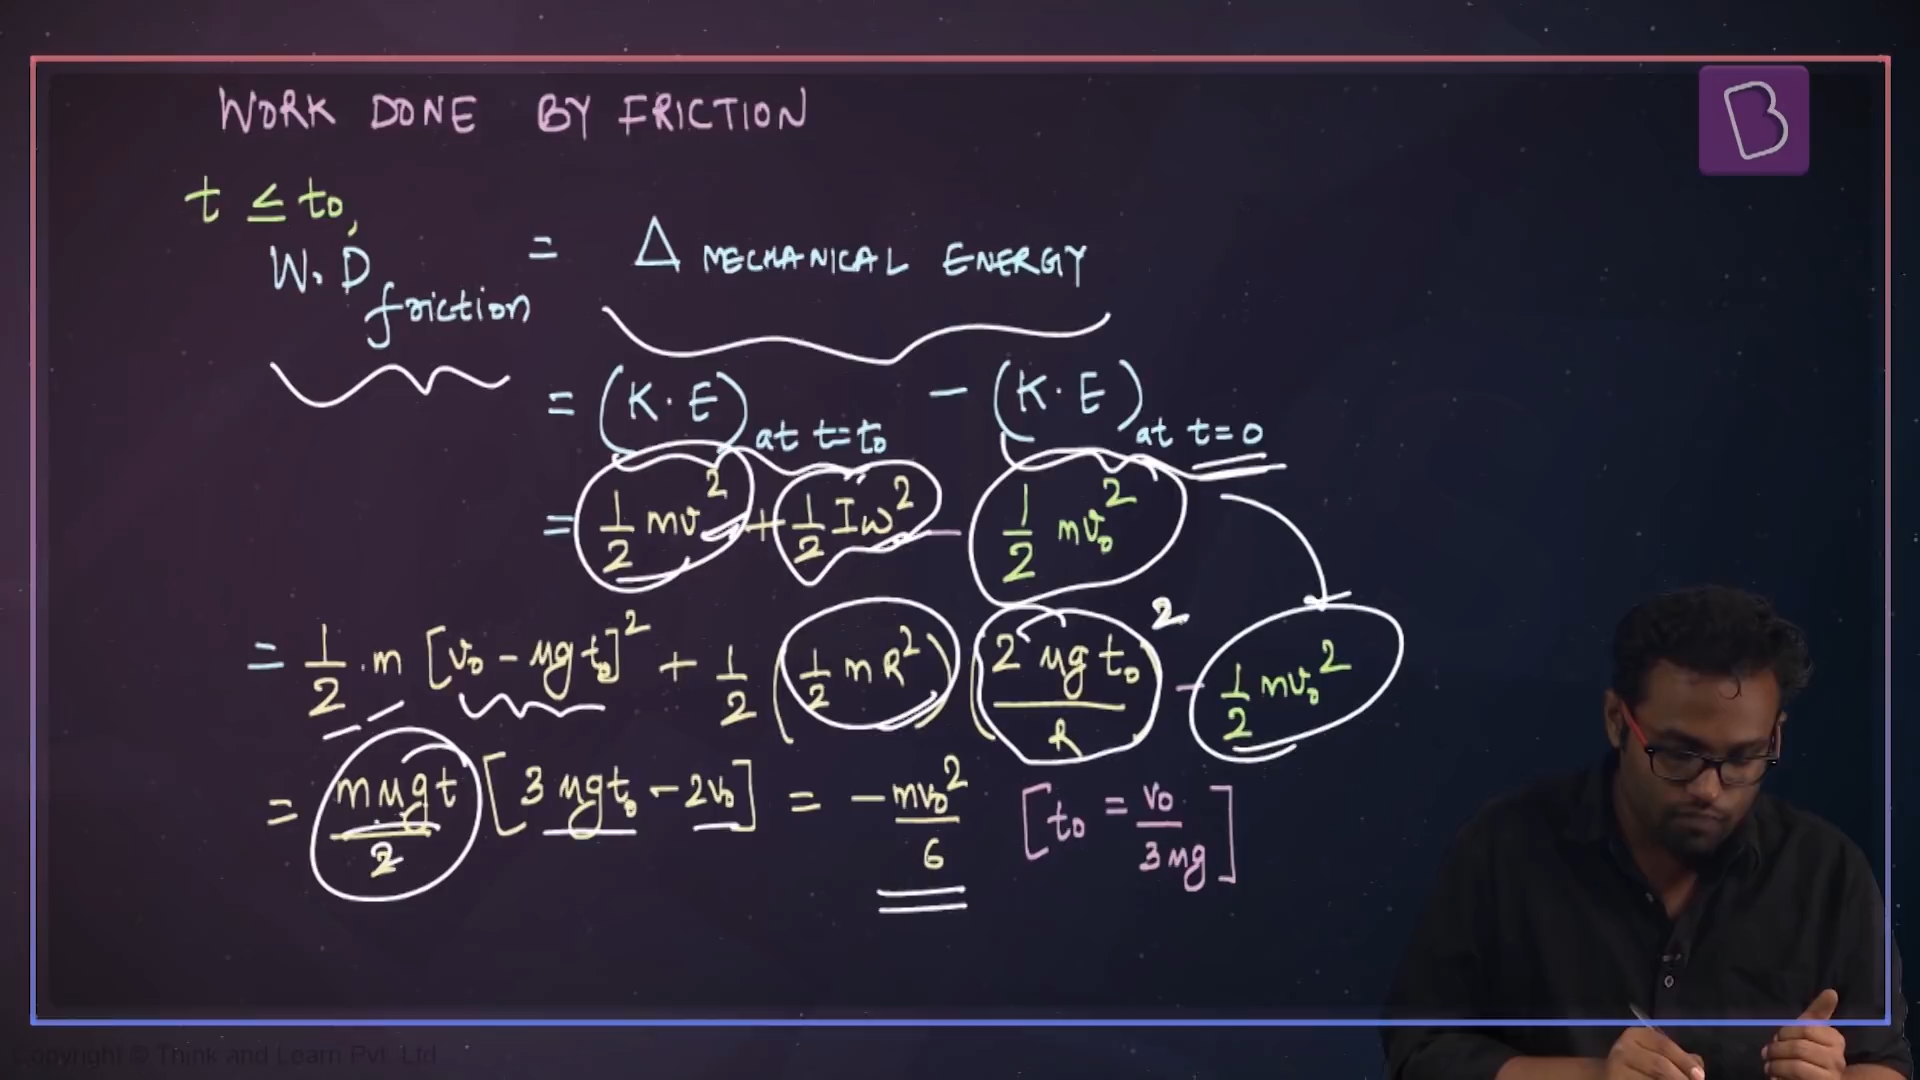 WORK DONE BY FRICTION
B
t ≤ t₀,
W.D friction = Δ MECHANICAL ENERGY
= (K.E) at t=t₀ − (K.E) at t=0
= 1/2 mv² + 1/2 Iω² − 1/2 mv₀²
= 1/2 . m [v₀ − μgt₀]² + 1/2 (1/2 mR²) (2μgt₀/R)² − 1/2 mv₀²
= mμgt/2 [3μgt₀ − 2v₀] = −mv₀²/6 [t₀ = v₀/3μg]
Copyright © Think and Learn Pvt. Ltd.